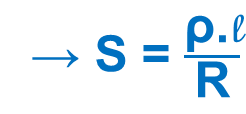 → S = ρ.ℓ / R